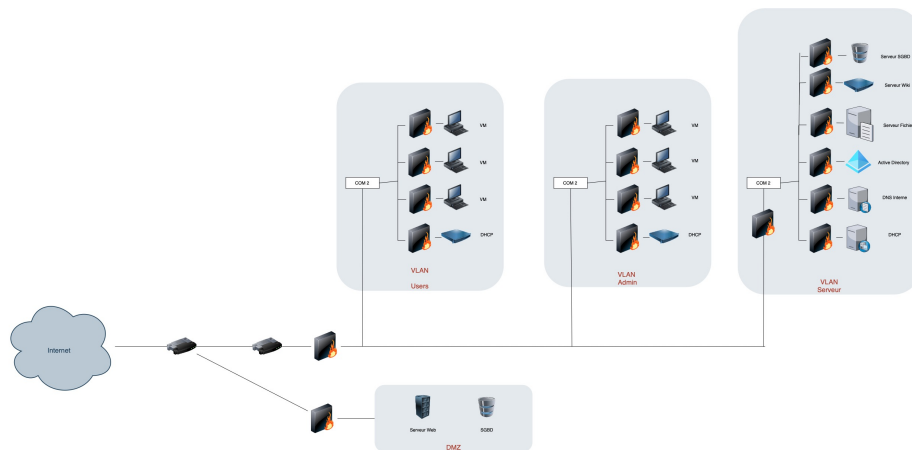 Serveur SGBD
Serveur Wiki
Serveur Fichier
Active Directory
DNS Interne
DHCP
COM 2
VLAN
Serveur
VM
VM
VM
DHCP
COM 2
VLAN
Users
VM
VM
VM
DHCP
COM 2
VLAN
Admin
Internet
Serveur Web
SGBD
DMZ